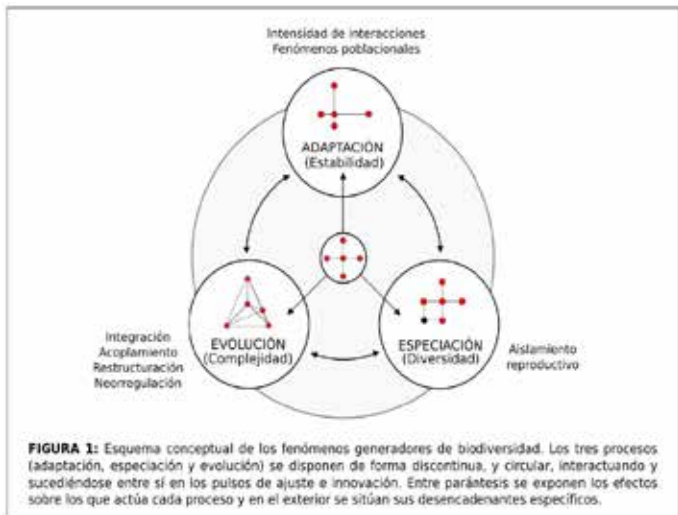 Intensidad de interacciones
Fenómenos poblacionales
ADAPTACIÓN
(Estabilidad)
EVOLUCIÓN
(Complejidad)
ESPECIACIÓN
(Diversidad)
Integración
Acoplamiento
Restructuración
Neorregulación
Aislamiento
reproductivo
FIGURA 1: Esquema conceptual de los fenómenos generadores de biodiversidad. Los tres procesos
(adaptación, especiación y evolución) se disponen de forma discontinua, y circular, interactuando y
sucediéndose entre sí en los pulsos de ajuste e innovación. Entre paréntesis se exponen los efectos
sobre los que actúa cada proceso y en el exterior se sitúan sus desencadenantes específicos.